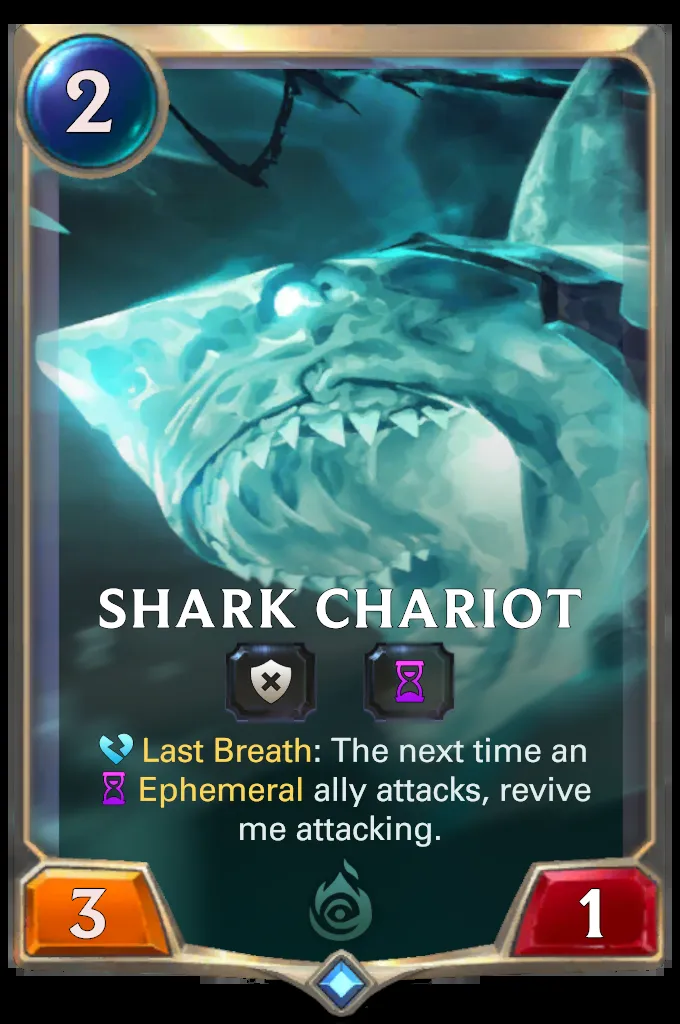 2
SHARK CHARIOT
Last Breath: The next time an
Ephemeral ally attacks, revive
me attacking.
3
1